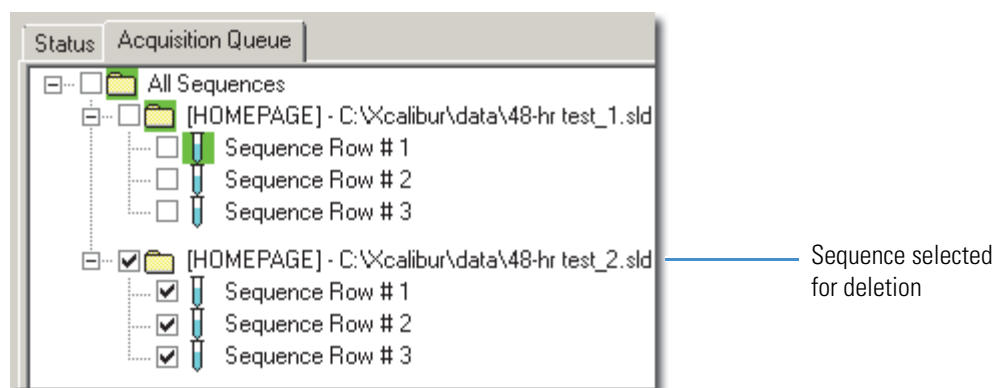 Status Acquisition Queue
All Sequences
[HOMEPAGE] - C:\Xcalibur\data\48-hr test_1.sld
Sequence Row # 1
Sequence Row # 2
Sequence Row # 3
[HOMEPAGE] - C:\Xcalibur\data\48-hr test_2.sld
Sequence selected
for deletion
Sequence Row # 1
Sequence Row # 2
Sequence Row # 3